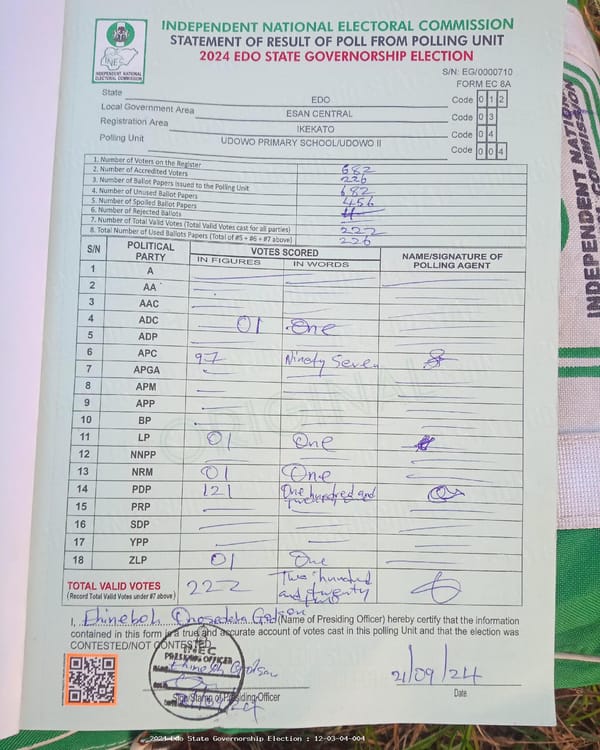 INDEPENDENT NATIONAL ELECTORAL COMMISSION
STATEMENT OF RESULT OF POLL FROM POLLING UNIT
2024 EDO STATE GOVERNORSHIP ELECTION
INEC
INDEPENDENT NATIONAL
ELECTORAL COMMISSION
S/N: EG/0000710
FORM EC 8A
State EDO Code 0 1 2
Local Government Area ESAN CENTRAL Code 0 3
Registration Area IKEKATO Code 0 4
Polling Unit UDOWO PRIMARY SCHOOL/UDOWO II Code 0 0 4
1. Number of Voters on the Register 682
2. Number of Accredited Voters 226
3. Number of Ballot Papers Issued to the Polling Unit 682
4. Number of Unused Ballot Papers 456
5. Number of Spoiled Ballot Papers
6. Number of Rejected Ballots
7. Number of Total Valid Votes (Total Valid Votes cast for all parties) 222
8. Total Number of Used Ballots Papers (Total of #5 + #6 + #7 above) 226
S/N POLITICAL PARTY VOTES SCORED NAME/SIGNATURE OF POLLING AGENT
IN FIGURES IN WORDS
1 A
2 AA
3 AAC
4 ADC 01 One
5 ADP
6 APC 97 Ninety Seven
7 APGA
8 APM
9 APP
10 BP
11 LP 01 One
12 NNPP
13 NRM 01 One
14 PDP 121 One hundred and twenty one
15 PRP
16 SDP
17 YPP
18 ZLP 01 One
ORIGINAL
TOTAL VALID VOTES 222 Two hundred and twenty two
(Record Total Valid Votes under #7 above)
I, Ehineboh Godson (Name of Presiding Officer) hereby certify that the information
contained in this form is a true and accurate account of votes cast in this polling Unit and that the election was
CONTESTED/NOT CONTESTED.
INEC
PRESIDING OFFICER
Sign/Stamp of Presiding Officer
21/09/24
Date
INDEPENDENT NATIONAL
COMMISSION
2024 Edo State Governorship Election : 12-03-04-004